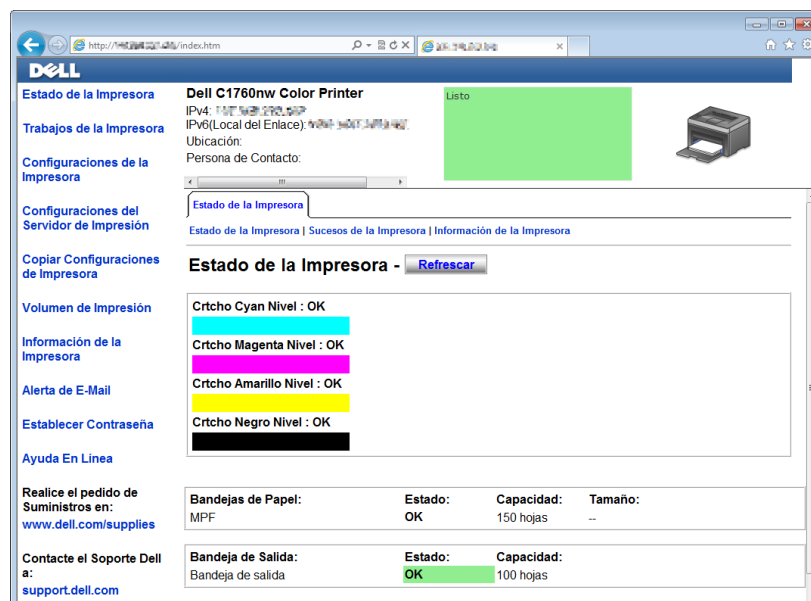 http://
/index.htm
DELL
Estado de la Impresora
Trabajos de la Impresora
Configuraciones de la
Impresora
Configuraciones del
Servidor de Impresión
Copiar Configuraciones
de Impresora
Volumen de Impresión
Información de la
Impresora
Alerta de E-Mail
Establecer Contraseña
Ayuda En Linea
Realice el pedido de
Suministros en:
www.dell.com/supplies
Contacte el Soporte Dell
a:
support.dell.com
Dell C1760nw Color Printer
IPv4:
IPv6(Local del Enlace):
Ubicación:
Persona de Contacto:
Listo
Estado de la Impresora
Estado de la Impresora | Sucesos de la Impresora | Información de la Impresora
Estado de la Impresora - Refrescar
Crtcho Cyan Nivel : OK
Crtcho Magenta Nivel : OK
Crtcho Amarillo Nivel : OK
Crtcho Negro Nivel : OK
Bandejas de Papel: Estado: Capacidad: Tamaño:
MPF OK 150 hojas --
Bandeja de Salida: Estado: Capacidad:
Bandeja de salida OK 100 hojas